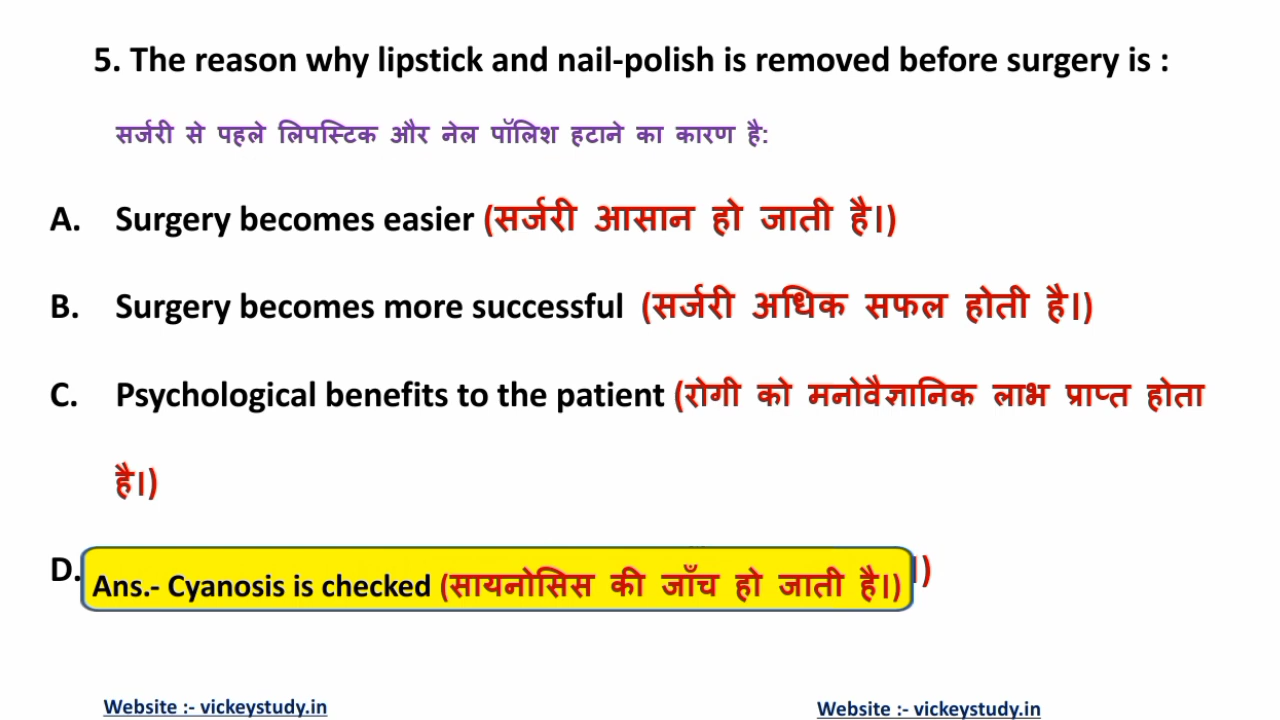 5. The reason why lipstick and nail-polish is removed before surgery is :
सर्जरी से पहले लिपस्टिक और नेल पॉलिश हटाने का कारण है:
A. Surgery becomes easier (सर्जरी आसान हो जाती है।)
B. Surgery becomes more successful (सर्जरी अधिक सफल होती है।)
C. Psychological benefits to the patient (रोगी को मनोवैज्ञानिक लाभ प्राप्त होता
है।)
D. Ans.- Cyanosis is checked (सायनोसिस की जाँच हो जाती है।) ।)
Website :- vickeystudy.in
Website :- vickeystudy.in